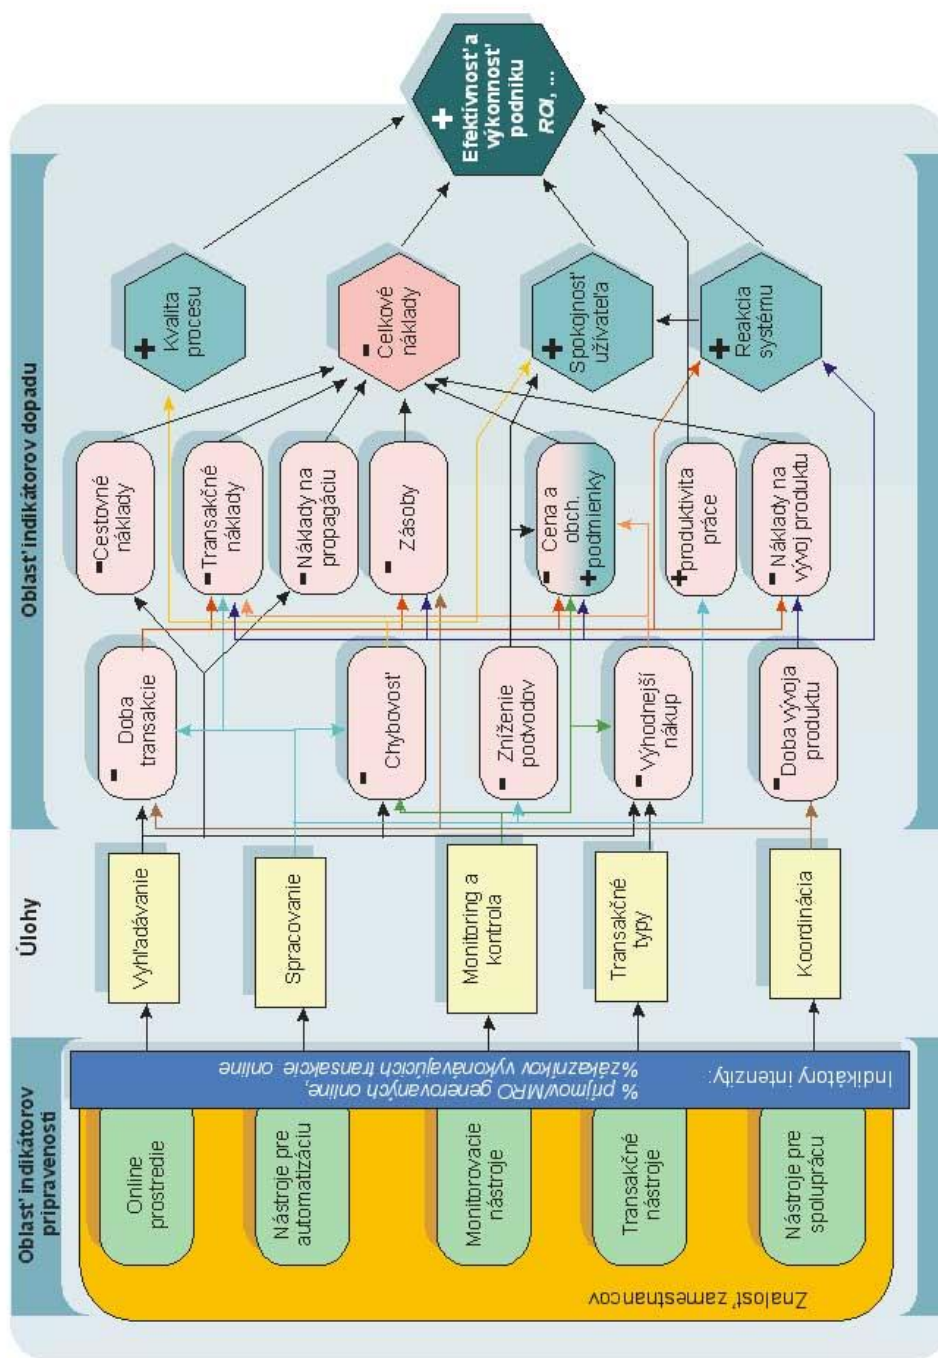 Oblasť indikátorov
pripravenosti
Úlohy
Oblasť indikátorov dopadu
Znalosť zamestnancov
Online
prostredie
Nástroje pre
automatizáciu
Monitorovacie
nástroje
Transakčné
nástroje
Nástroje pre
spoluprácu
Indikátory intenzity:
% príjmov/MRO generovaných online,
%zákazníkov vykonávajúcich transakcie online
Vyhľadávanie
Spracovanie
Monitoring a
kontrola
Transakčné
typy
Koordinácia
- Doba
transakcie
- Chybovosť
- Zníženie
podvodov
- Výhodnejší
nákup
- Doba vývoja
produktu
- Cestovné
náklady
- Transakčné
náklady
- Náklady na
propagáciu
- Zásoby
- Cena a
obch.
+ podmienky
+ produktivita
práce
- Náklady na
vývoj produktu
+ Kvalita
procesu
- Celkové
náklady
+ Spokojnosť
užívateľa
+ Reakcia
systému
+
Efektívnosť a
výkonnosť
podniku
ROI, ...